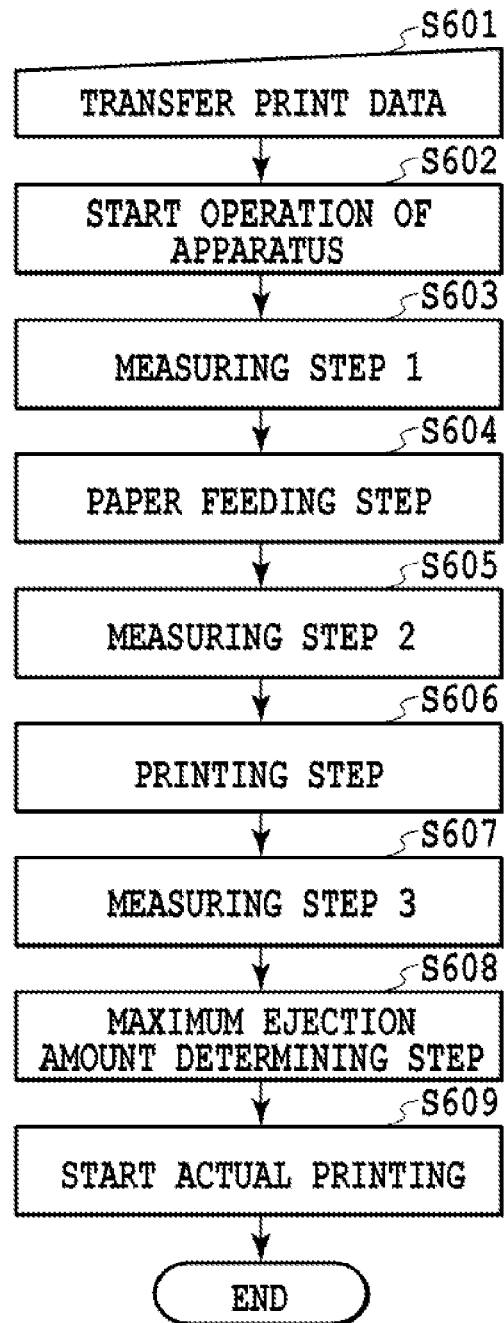 S601
TRANSFER PRINT DATA
S602
START OPERATION OF
APPARATUS
S603
MEASURING STEP 1
S604
PAPER FEEDING STEP
S605
MEASURING STEP 2
S606
PRINTING STEP
S607
MEASURING STEP 3
S608
MAXIMUM EJECTION
AMOUNT DETERMINING STEP
S609
START ACTUAL PRINTING
END